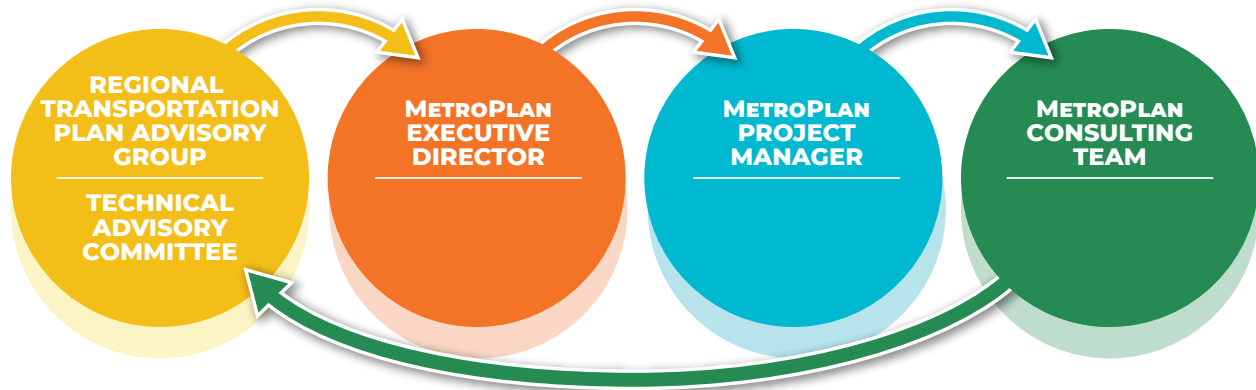 REGIONAL
TRANSPORTATION
PLAN ADVISORY
GROUP
TECHNICAL
ADVISORY
COMMITTEE
METROPLAN
EXECUTIVE
DIRECTOR
METROPLAN
PROJECT
MANAGER
METROPLAN
CONSULTING
TEAM